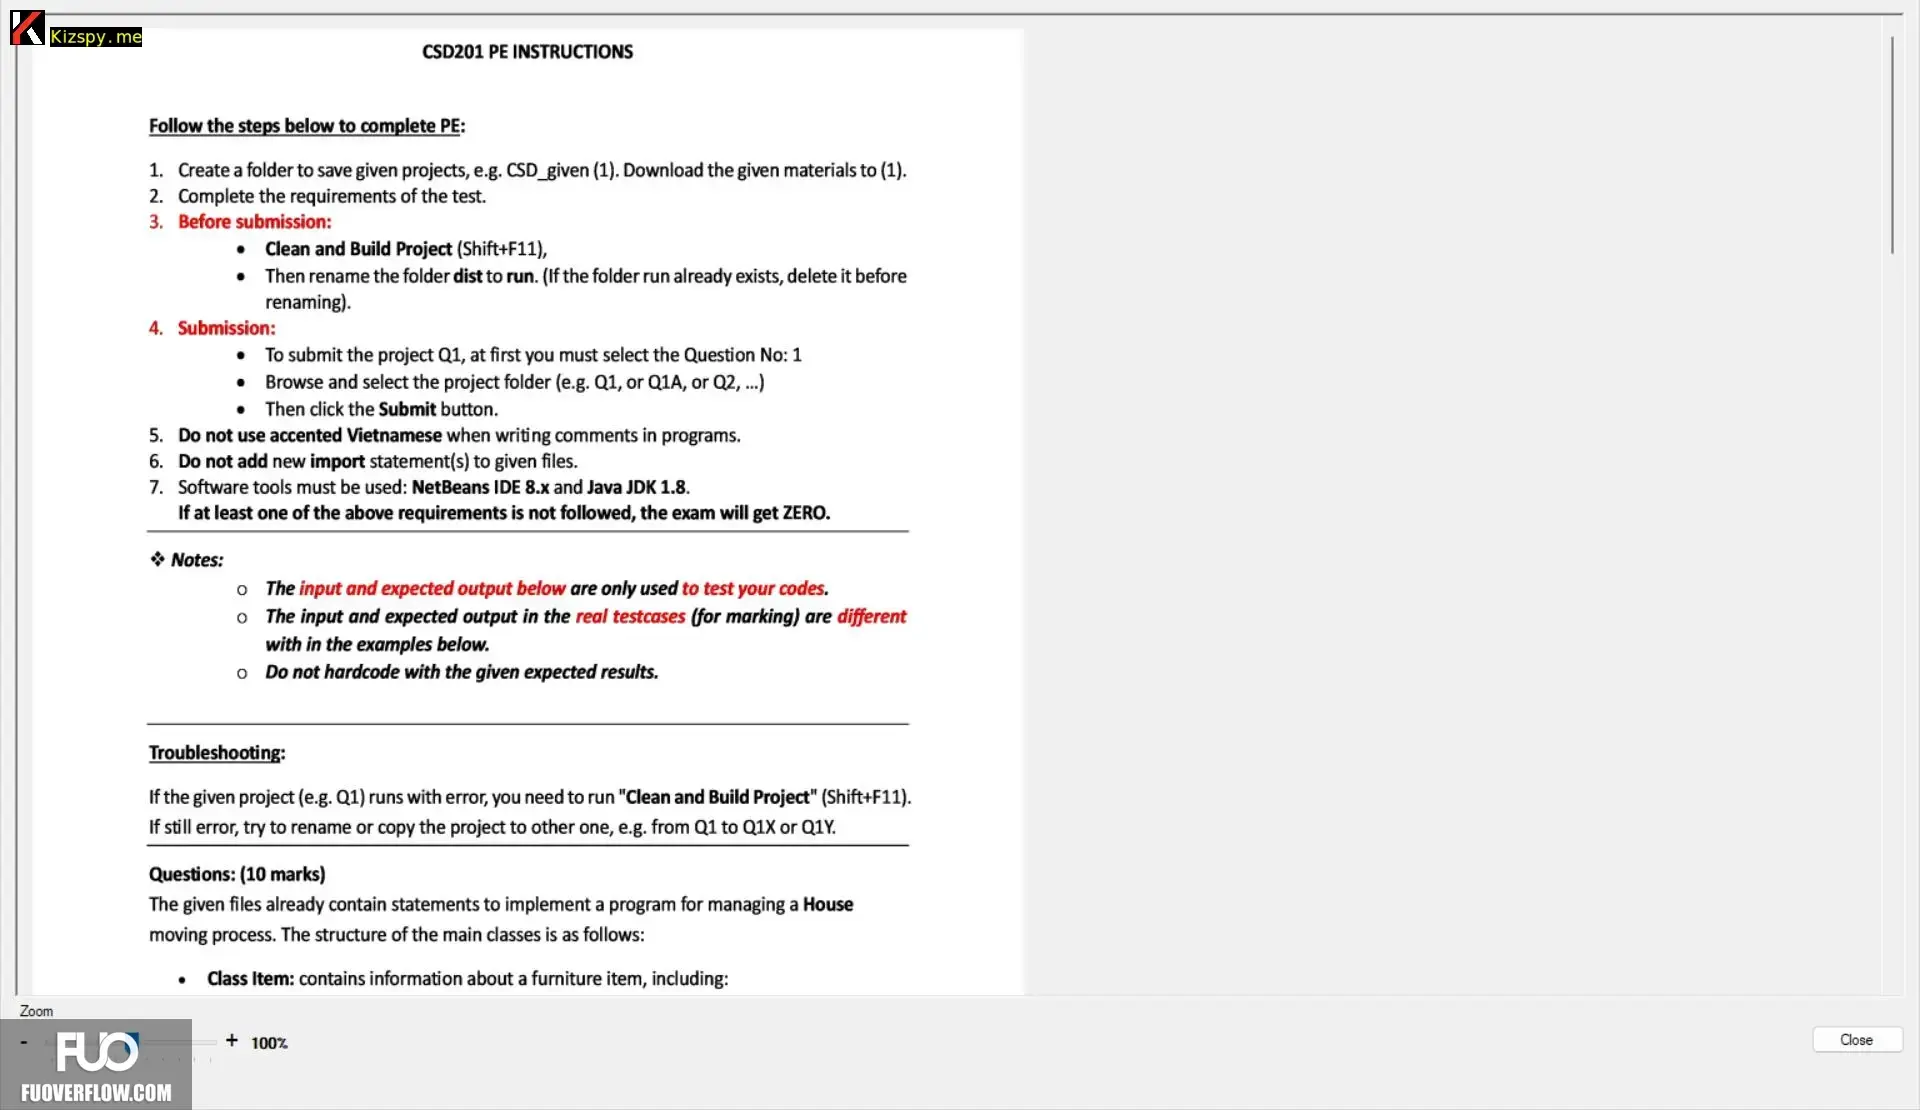 Kizspy.me
CSD201 PE INSTRUCTIONS
Follow the steps below to complete PE:
1. Create a folder to save given projects, e.g. CSD_given (1). Download the given materials to (1).
2. Complete the requirements of the test.
3. Before submission:
• Clean and Build Project (Shift+F11),
• Then rename the folder dist to run. (If the folder run already exists, delete it before
renaming).
4. Submission:
• To submit the project Q1, at first you must select the Question No: 1
• Browse and select the project folder (e.g. Q1, or Q1A, or Q2, ...)
• Then click the Submit button.
5. Do not use accented Vietnamese when writing comments in programs.
6. Do not add new import statement(s) to given files.
7. Software tools must be used: NetBeans IDE 8.x and Java JDK 1.8.
If at least one of the above requirements is not followed, the exam will get ZERO.
❖ Notes:
o The input and expected output below are only used to test your codes.
o The input and expected output in the real testcases (for marking) are different
with in the examples below.
o Do not hardcode with the given expected results.
Troubleshooting:
If the given project (e.g. Q1) runs with error, you need to run "Clean and Build Project" (Shift+F11).
If still error, try to rename or copy the project to other one, e.g. from Q1 to Q1X or Q1Y.
Questions: (10 marks)
The given files already contain statements to implement a program for managing a House
moving process. The structure of the main classes is as follows:
• Class Item: contains information about a furniture item, including:
Zoom
- + 100%
Close
FUO
FUOVERFLOW.COM